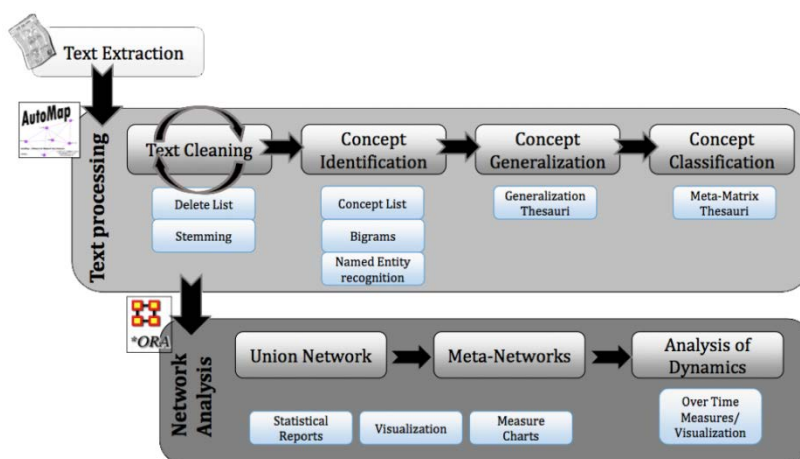 Text Extraction
AutoMap
Text processing
Text Cleaning
Concept
Identification
Concept
Generalization
Concept
Classification
Delete List
Stemming
Concept List
Bigrams
Named Entity
recognition
Generalization
Thesauri
Meta-Matrix
Thesauri
*ORA
Network
Analysis
Union Network
Meta-Networks
Analysis of
Dynamics
Statistical
Reports
Visualization
Measure
Charts
Over Time
Measures/
Visualization